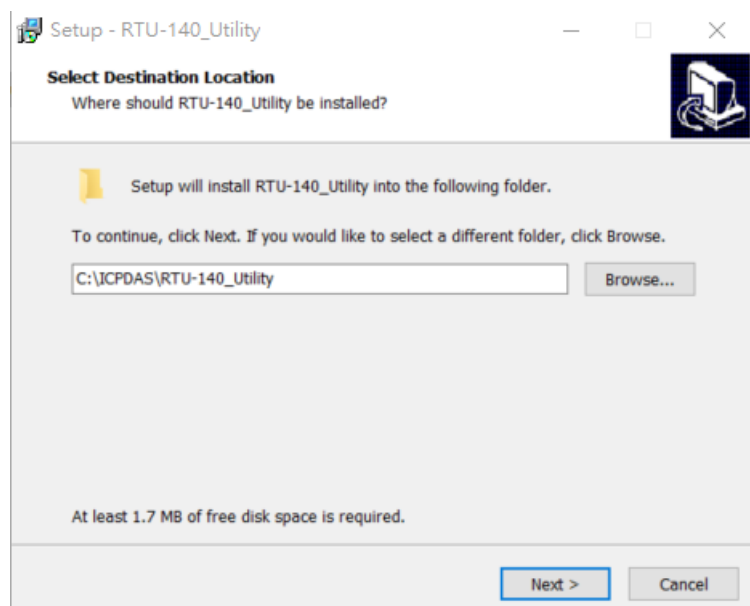 Setup - RTU-140_Utility
Select Destination Location
Where should RTU-140_Utility be installed?
Setup will install RTU-140_Utility into the following folder.
To continue, click Next. If you would like to select a different folder, click Browse.
C:\ICPDAS\RTU-140_Utility
Browse...
At least 1.7 MB of free disk space is required.
Next >
Cancel